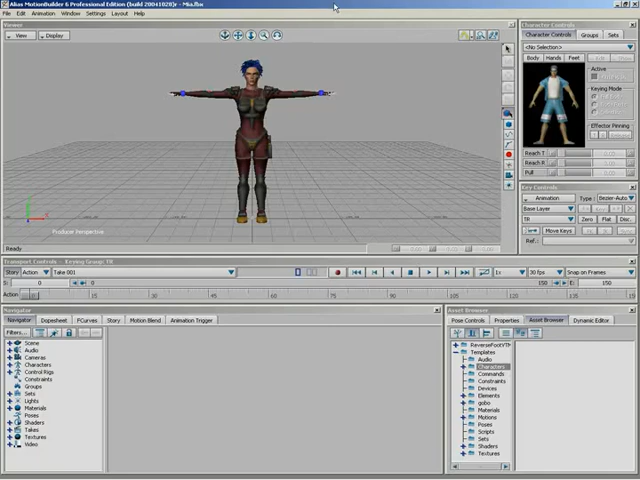 Alias MotionBuilder 6 Professional Edition (build 20041028)r - Mia.fbx
File Edit Animation Window Settings Layout Help
Viewer
View Display
Producer Perspective
Ready
Character Controls
Character Controls Groups Sets
<No Selection>
Body Hands Feet
Active
Keying Mode
Effector Pinning
Reach T
Reach R
Pull
Key Controls
Animation Type: Bezier-Auto
Base Layer
TR Zero Flat Disc.
Move Keys
Ref.:
Transport Controls - Keying Group: TR
Story Action Take 001 1x 30 fps Snap on Frames
S: 0 0 150 E: 150
Action 15 30 45 60 75 90 105 120 135 15
Navigator
Navigator Dopesheet FCurves Story Motion Blend Animation Trigger
Filters...
Scene
Audio
Cameras
Characters
Control Rigs
Constraints
Groups
Sets
Lights
Materials
Poses
Shaders
Takes
Textures
Video
Asset Browser
Pose Controls Properties Asset Browser Dynamic Editor
Templates
Audio
Characters
Commands
Constraints
Devices
Elements
gobo
Materials
Motions
Poses
Scripts
Sets
Shaders
Textures